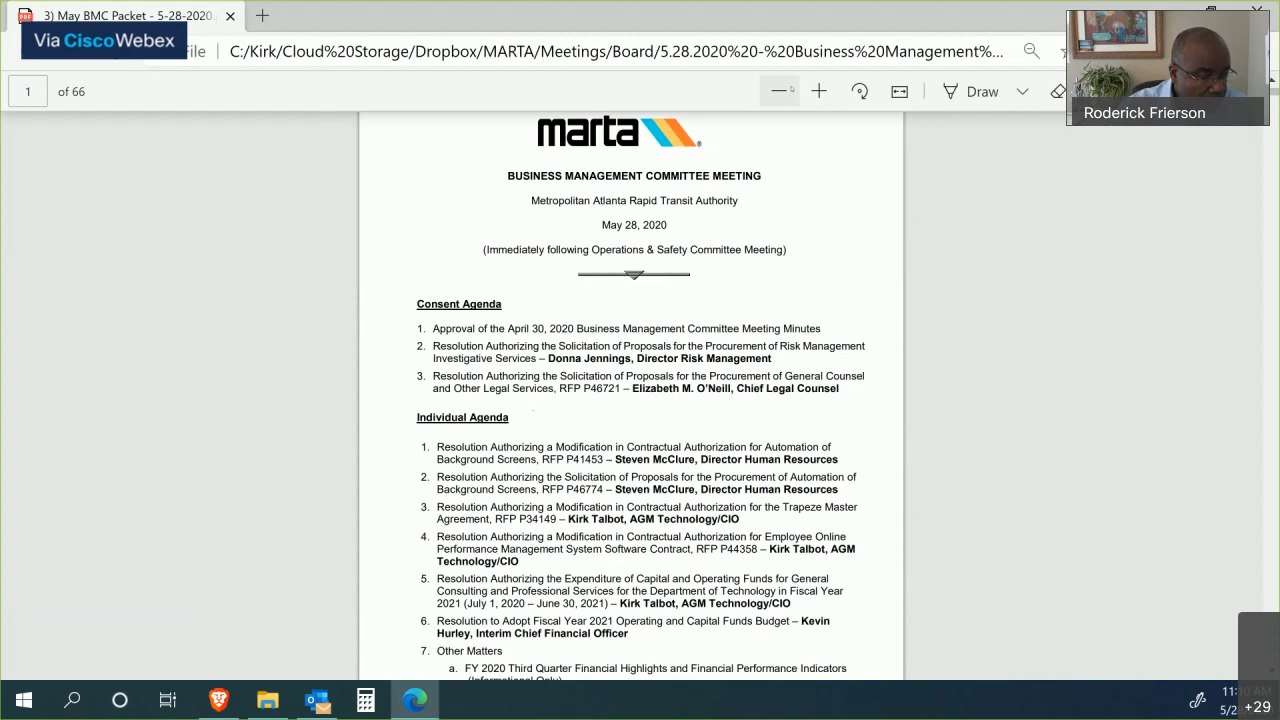 3) May BMC Packet - 5-28-2020.
Via Cisco Webex
File
C:/Kirk/Cloud%20Storage/Dropbox/MARTA/Meetings/Board/5.28.2020%20-%20Business%20Management%...
1 of 66
Draw
Roderick Frierson
marta
BUSINESS MANAGEMENT COMMITTEE MEETING
Metropolitan Atlanta Rapid Transit Authority
May 28, 2020
(Immediately following Operations & Safety Committee Meeting)
Consent Agenda
1. Approval of the April 30, 2020 Business Management Committee Meeting Minutes
2. Resolution Authorizing the Solicitation of Proposals for the Procurement of Risk Management
Investigative Services – Donna Jennings, Director Risk Management
3. Resolution Authorizing the Solicitation of Proposals for the Procurement of General Counsel
and Other Legal Services, RFP P46721 – Elizabeth M. O'Neill, Chief Legal Counsel
Individual Agenda
1. Resolution Authorizing a Modification in Contractual Authorization for Automation of
Background Screens, RFP P41453 – Steven McClure, Director Human Resources
2. Resolution Authorizing the Solicitation of Proposals for the Procurement of Automation of
Background Screens, RFP P46774 – Steven McClure, Director Human Resources
3. Resolution Authorizing a Modification in Contractual Authorization for the Trapeze Master
Agreement, RFP P34149 – Kirk Talbot, AGM Technology/CIO
4. Resolution Authorizing a Modification in Contractual Authorization for Employee Online
Performance Management System Software Contract, RFP P44358 – Kirk Talbot, AGM
Technology/CIO
5. Resolution Authorizing the Expenditure of Capital and Operating Funds for General
Consulting and Professional Services for the Department of Technology in Fiscal Year
2021 (July 1, 2020 – June 30, 2021) – Kirk Talbot, AGM Technology/CIO
6. Resolution to Adopt Fiscal Year 2021 Operating and Capital Funds Budget – Kevin
Hurley, Interim Chief Financial Officer
7. Other Matters
a. FY 2020 Third Quarter Financial Highlights and Financial Performance Indicators
(Informational Only)
+29